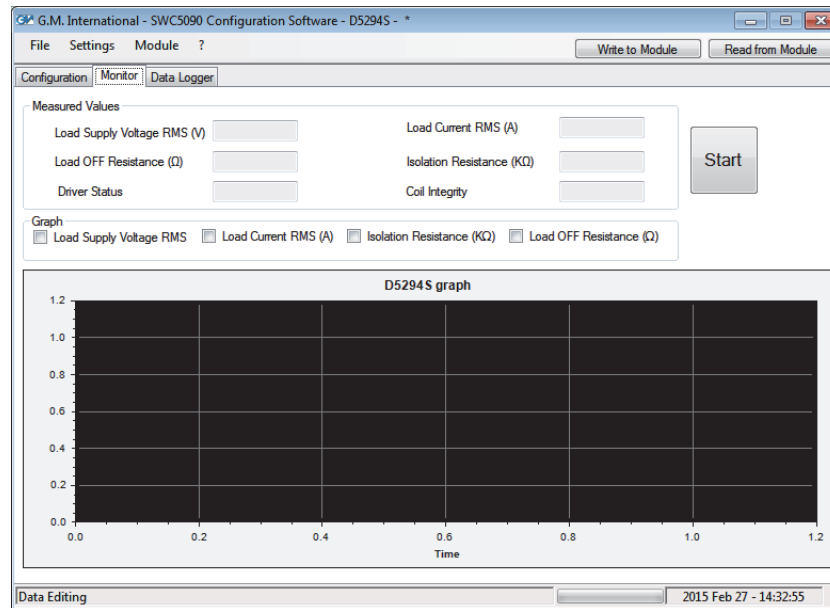 G.M. International - SWC5090 Configuration Software - D5294S - *
File Settings Module ? Write to Module Read from Module
Configuration Monitor Data Logger
Measured Values
Load Supply Voltage RMS (V) Load Current RMS (A)
Load OFF Resistance (Ω) Isolation Resistance (KΩ)
Driver Status Coil Integrity
Start
Graph
Load Supply Voltage RMS Load Current RMS (A) Isolation Resistance (KΩ) Load OFF Resistance (Ω)
D5294S graph
1.2
1.0
0.8
0.6
0.4
0.2
0.0
0.0 0.2 0.4 0.6 0.8 1.0 1.2
Time
Data Editing 2015 Feb 27 - 14:32:55